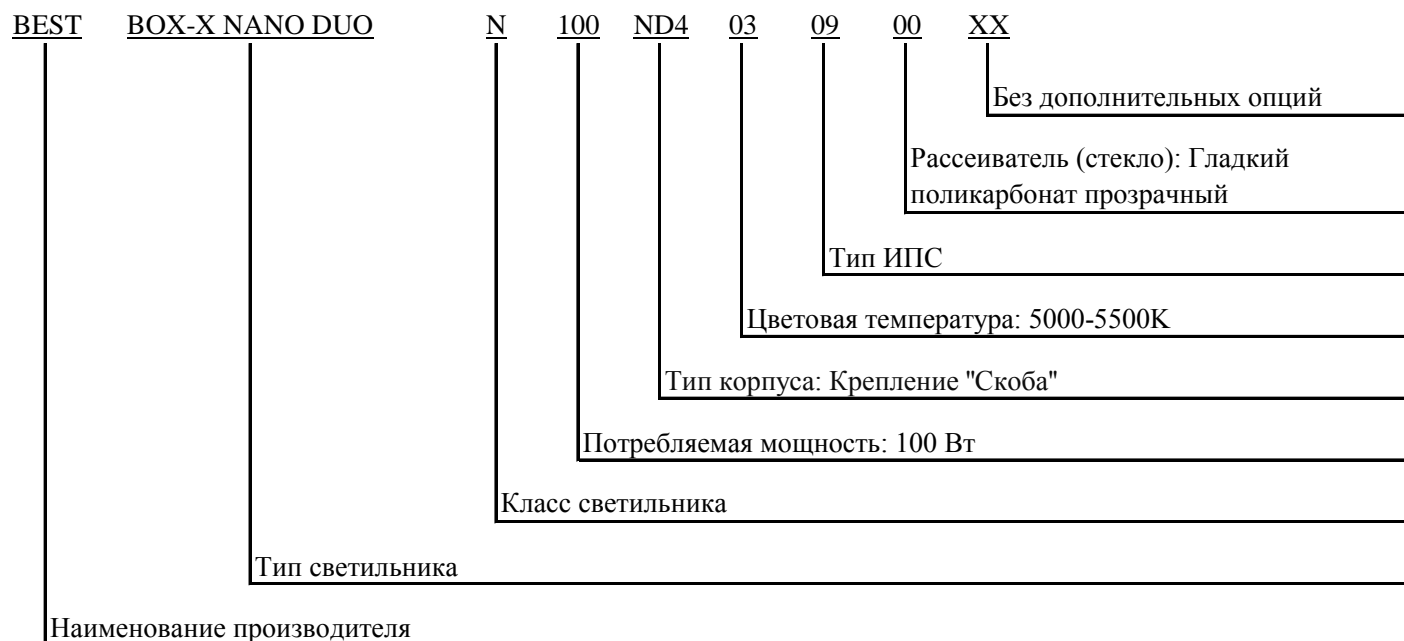 BEST BOX-X NANO DUO N 100 ND4 03 09 00 XX
Без дополнительных опций
Рассеиватель (стекло): Гладкий
поликарбонат прозрачный
Тип ИПС
Цветовая температура: 5000-5500K
Тип корпуса: Крепление "Скоба"
Потребляемая мощность: 100 Вт
Класс светильника
Тип светильника
Наименование производителя